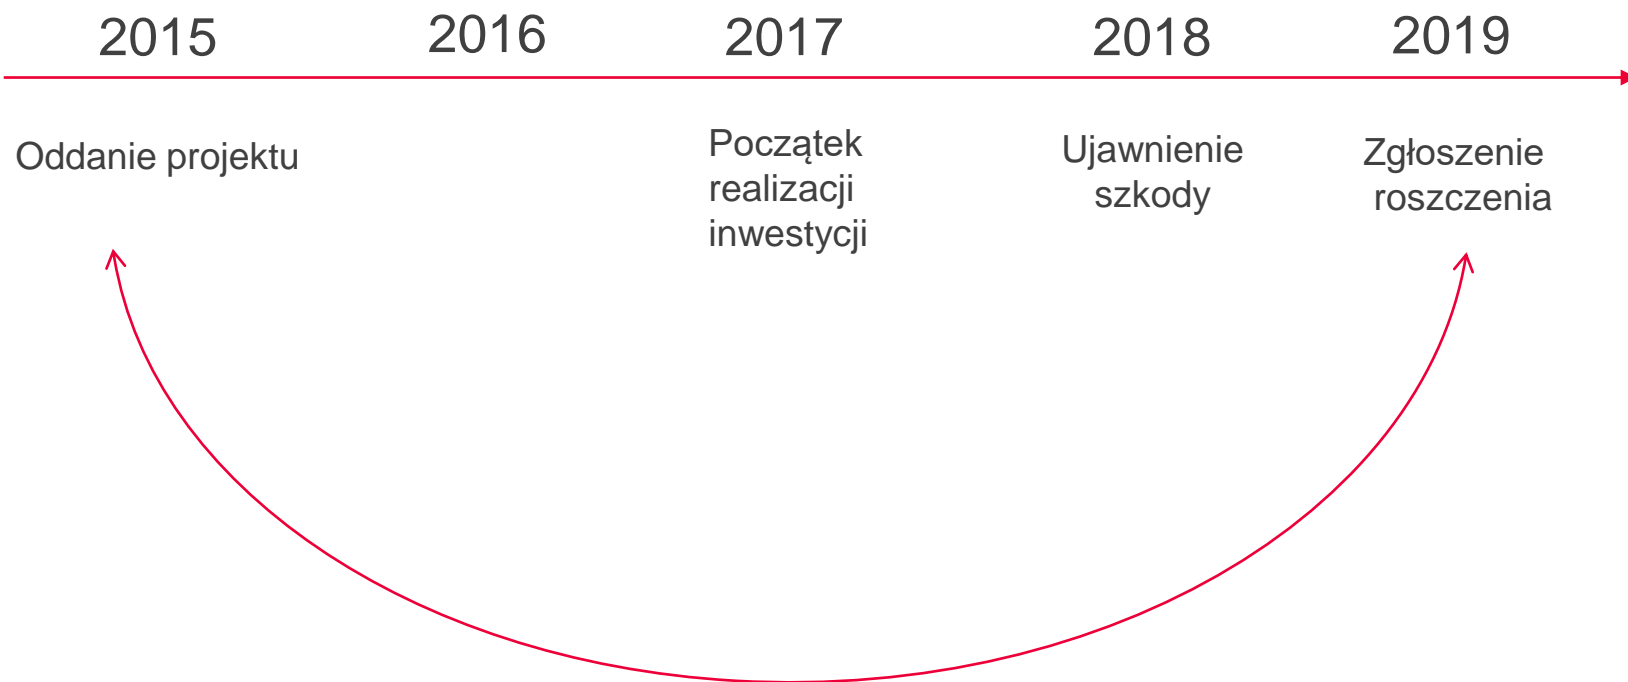 2015
2016
2017
2018
2019
Oddanie projektu
Początek
realizacji
inwestycji
Ujawnienie
szkody
Zgłoszenie
roszczenia